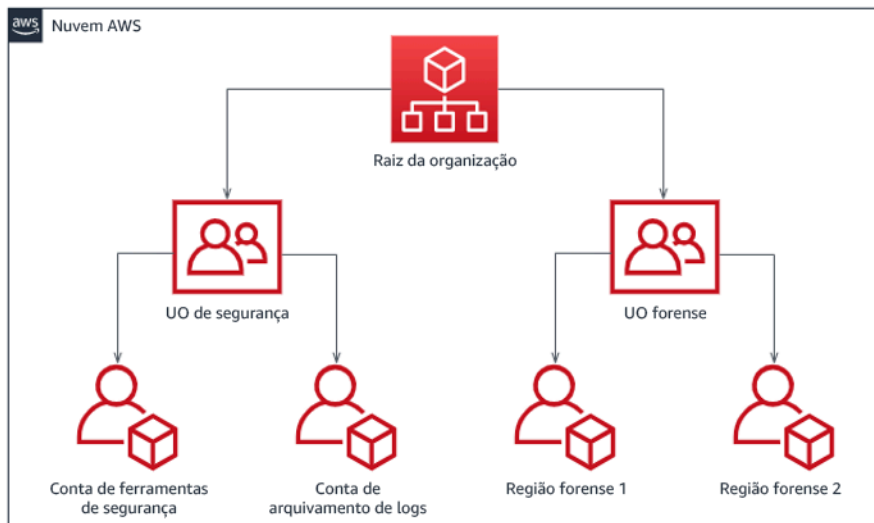 aws
Nuvem AWS
Raiz da organização
UO de segurança
UO forense
Conta de ferramentas
de segurança
Conta de
arquivamento de logs
Região forense 1
Região forense 2